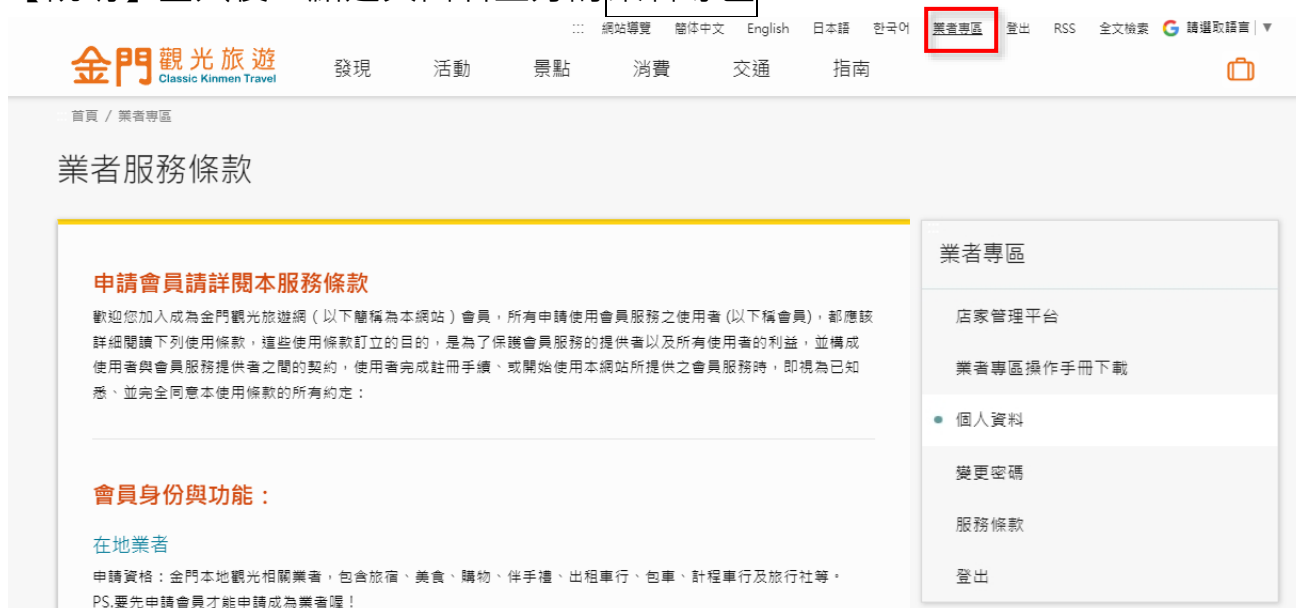 ::: 網站導覽 簡体中文 English 日本語 한국어 業者專區 登出 RSS 全文檢索 G 請選取語言 ▼
金門 觀光旅遊
Classic Kinmen Travel
發現 活動 景點 消費 交通 指南
首頁 / 業者專區
業者服務條款
申請會員請詳閱本服務條款
歡迎您加入成為金門觀光旅遊網（以下簡稱為本網站）會員，所有申請使用會員服務之使用者 (以下稱會員)，都應該
詳細閱讀下列使用條款，這些使用條款訂立的目的，是為了保護會員服務的提供者以及所有使用者的利益，並構成
使用者與會員服務提供者之間的契約，使用者完成註冊手續、或開始使用本網站所提供之會員服務時，即視為已知
悉、並完全同意本使用條款的所有約定：
會員身份與功能：
在地業者
申請資格：金門本地觀光相關業者，包含旅宿、美食、購物、伴手禮、出租車行、包車、計程車行及旅行社等。
PS.要先申請會員才能申請成為業者喔！
業者專區
店家管理平台
業者專區操作手冊下載
個人資料
變更密碼
服務條款
登出